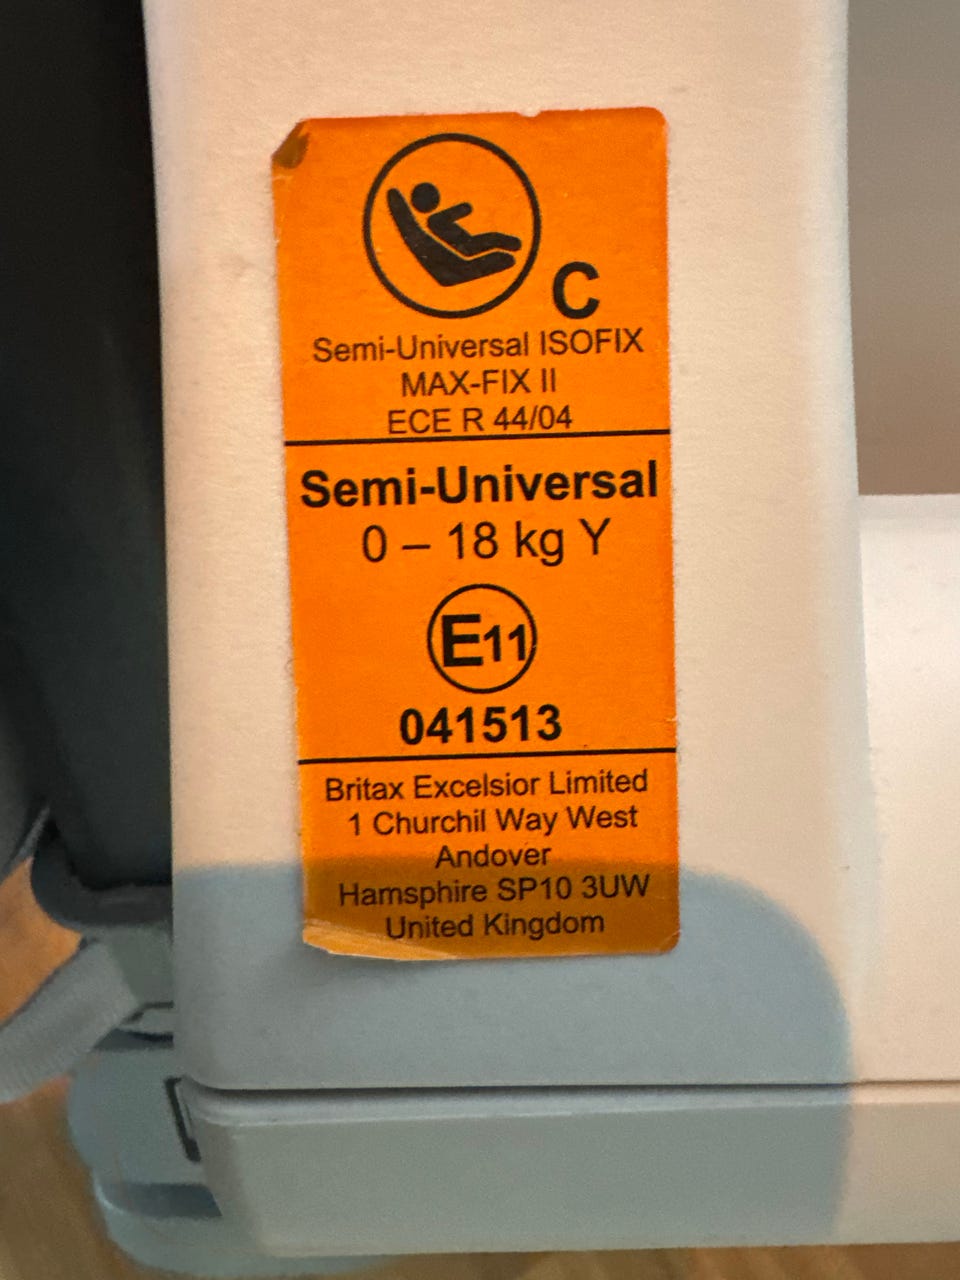 C
Semi-Universal ISOFIX
MAX-FIX II
ECE R 44/04
Semi-Universal
0 – 18 kg Y
E11
041513
Britax Excelsior Limited
1 Churchil Way West
Andover
Hamsphire SP10 3UW
United Kingdom